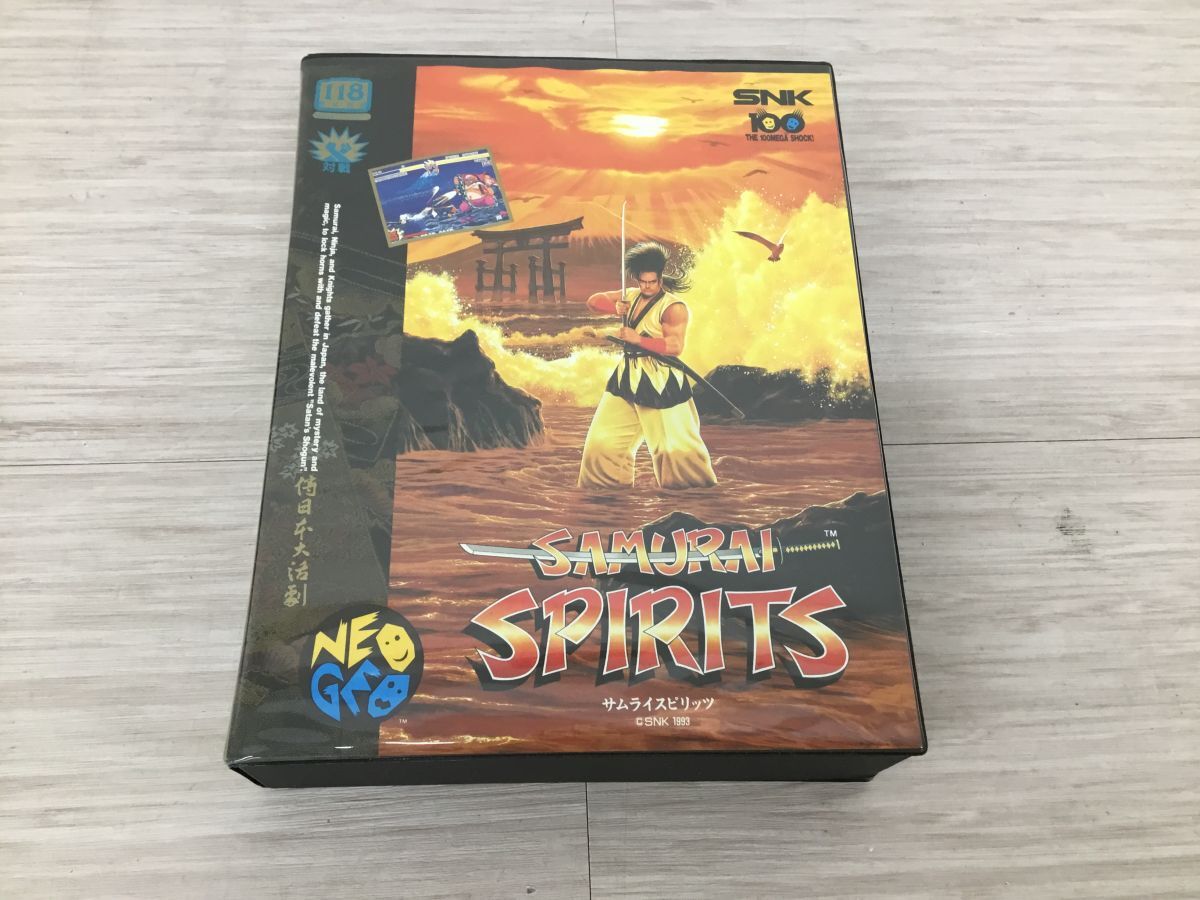 118
対戦
SNK
100
THE 100MEGA SHOCK!
Samurai, Ninja, and Knights gather in Japan, the land of mystery and
magic, to lock horns with and defeat the malevolent "Satan's Shogun."
侍日本大活劇
NEO
GEO
TM
SAMURAI
TM
SPIRITS
サムライスピリッツ
©SNK 1993